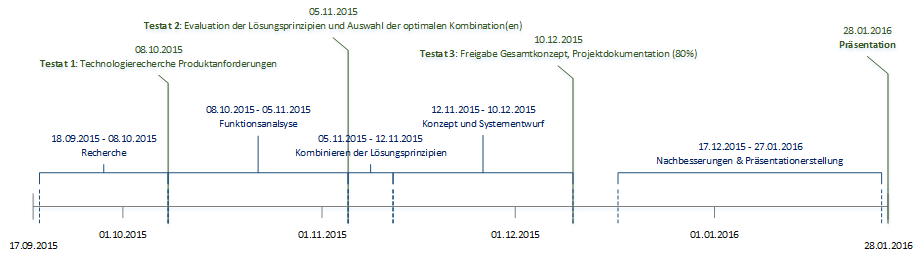 05.11.2015
Testat 2: Evaluation der Lösungsprinzipien und Auswahl der optimalen Kombination(en)
28.01.2016
Präsentation
10.12.2015
Testat 3: Freigabe Gesamtkonzept, Projektdokumentation (80%)
08.10.2015
Testat 1: Technologierecherche Produktanforderungen
08.10.2015 - 05.11.2015
Funktionsanalsyse
12.11.2015 - 10.12.2015
Konzept und Systementwurf
18.09.2015 - 08.10.2015
Recherche
05.11.2015 - 12.11.2015
Kombinieren der Lösungsprinzipien
17.12.2015 - 27.01.2016
Nachbesserungen & Präsentationerstellung
01.10.2015
01.11.2015
01.12.2015
01.01.2016
17.09.2015
28.01.2016